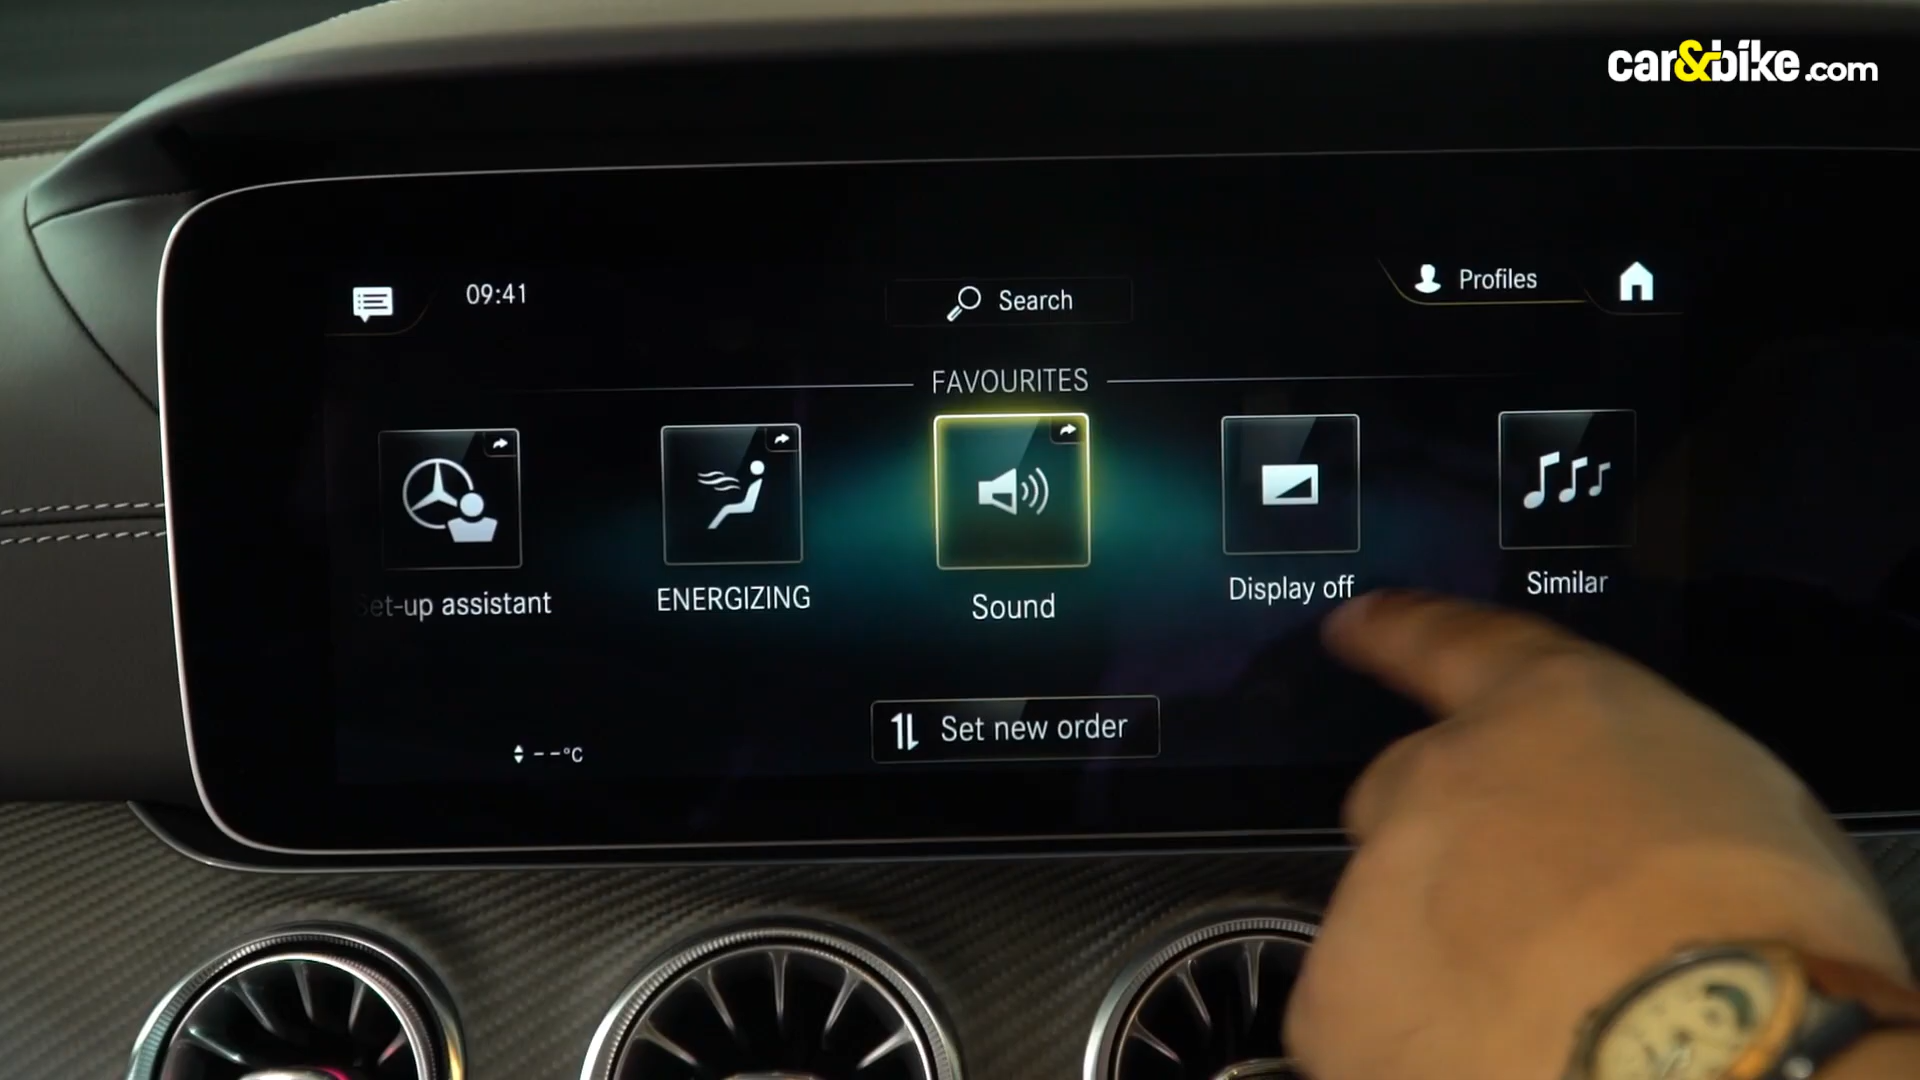 car&bike.com
09:41
Search
Profiles
FAVOURITES
Set-up assistant
ENERGIZING
Sound
Display off
Similar
Set new order
--°C